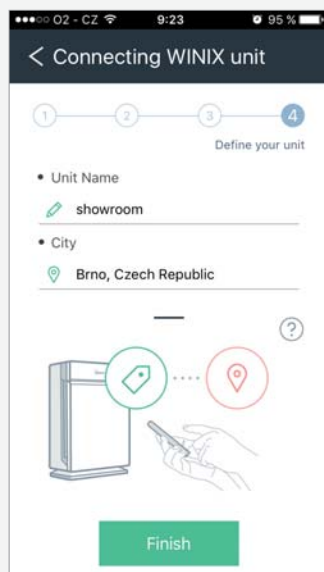 O2 - CZ 9:23 95 %
Connecting WINIX unit
1 2 3 4
Define your unit
• Unit Name
showroom
• City
Brno, Czech Republic
?
Finish